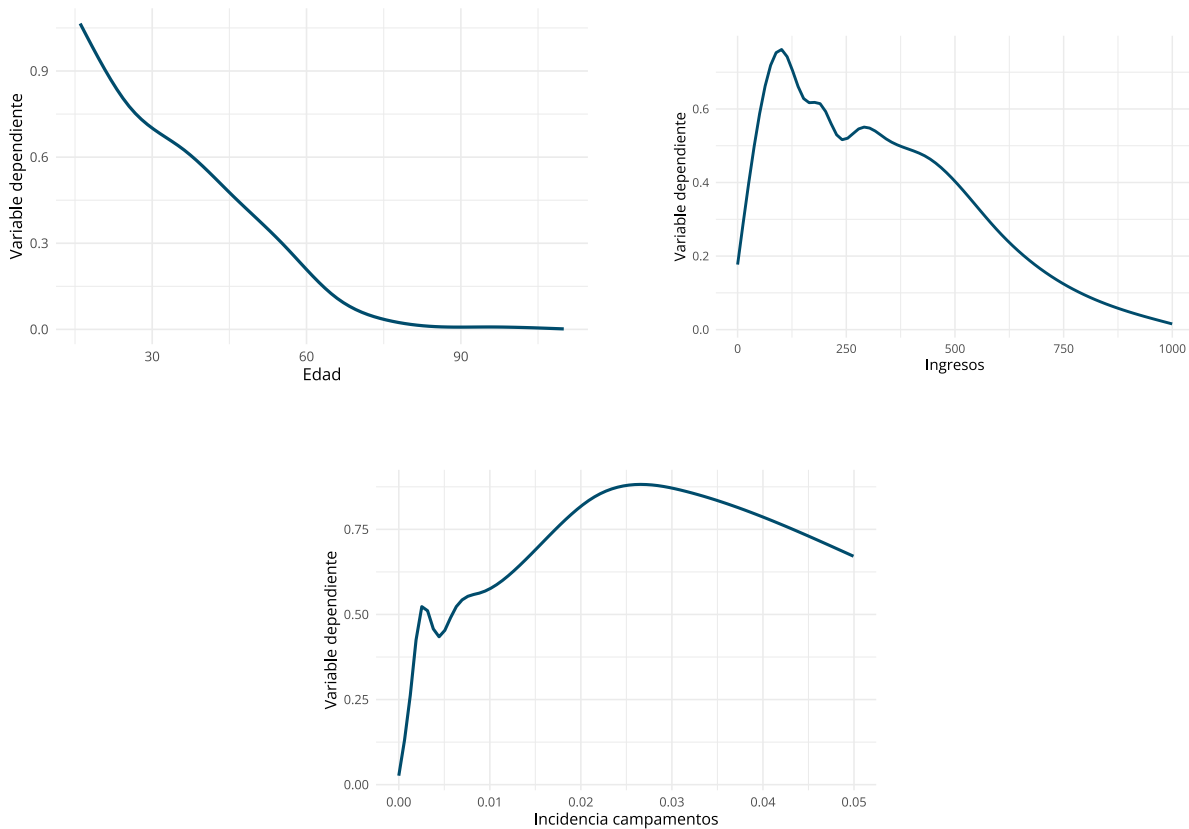 0.9
0.6
0.3
0.0
Variable dependiente
30 60 90
Edad
0.6
0.4
0.2
0.0
Variable dependiente
0 250 500 750 1000
Ingresos
0.75
0.50
0.25
0.00
Variable dependiente
0.00 0.01 0.02 0.03 0.04 0.05
Incidencia campamentos